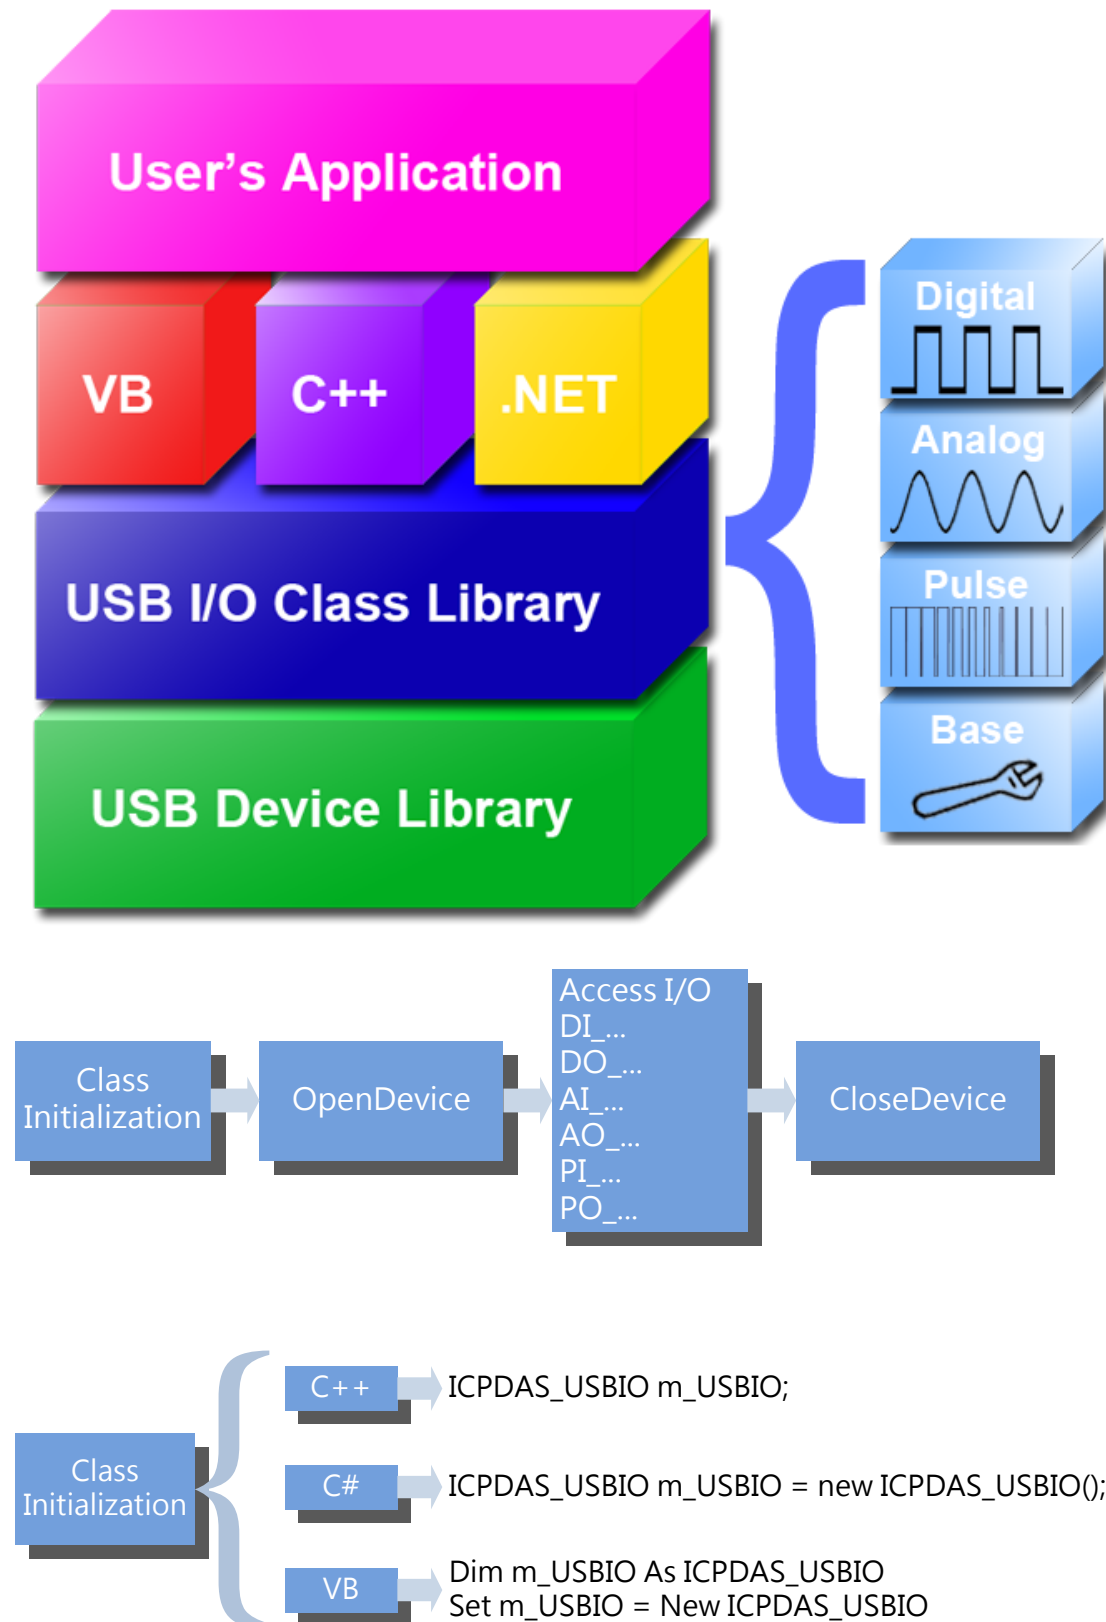 User's Application
VB
C++
.NET
USB I/O Class Library
USB Device Library
Digital
Analog
Pulse
Base
Class
Initialization
OpenDevice
Access I/O
DI_...
DO_...
AI_...
AO_...
PI_...
PO_...
CloseDevice
Class
Initialization
C++
ICPDAS_USBIO m_USBIO;
C#
ICPDAS_USBIO m_USBIO = new ICPDAS_USBIO();
VB
Dim m_USBIO As ICPDAS_USBIO
Set m_USBIO = New ICPDAS_USBIO